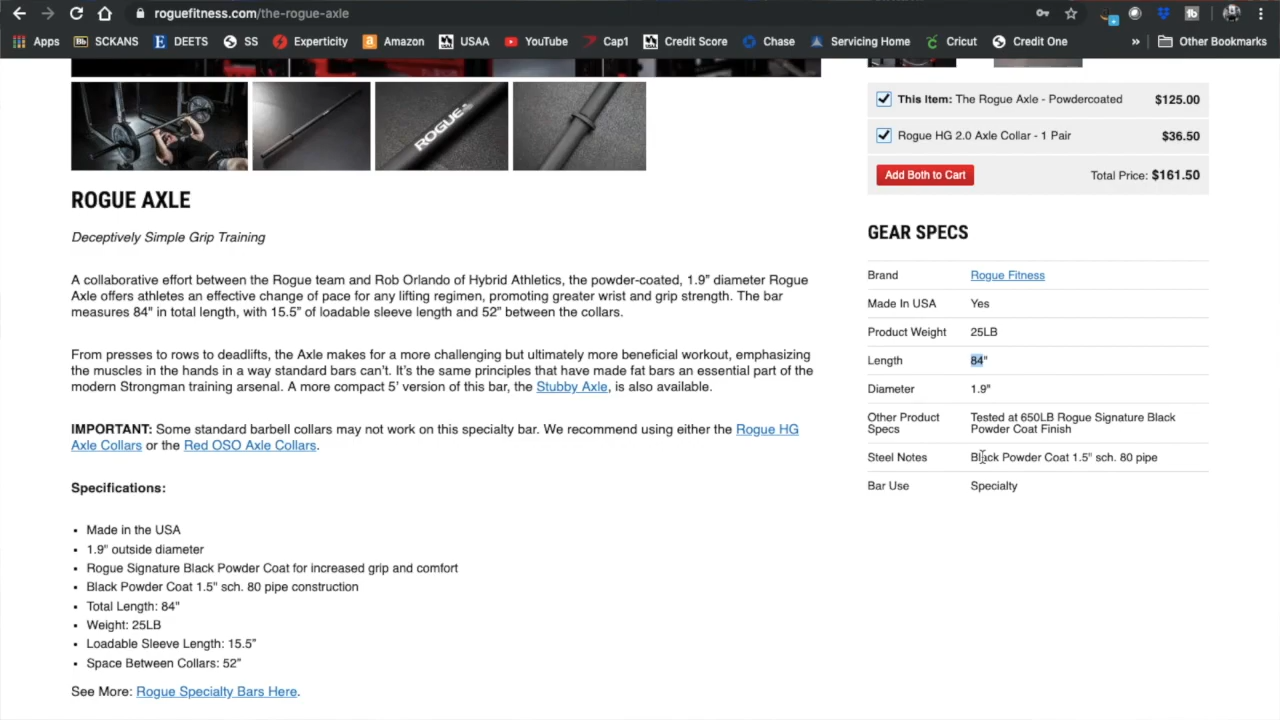 roguefitness.com/the-rogue-axle
Apps SCKANS DEETS SS Experticity Amazon USAA YouTube Cap1 Credit Score Chase Servicing Home Cricut Credit One » Other Bookmarks
ROGUE
This Item: The Rogue Axle - Powdercoated $125.00
Rogue HG 2.0 Axle Collar - 1 Pair $36.50
Add Both to Cart Total Price: $161.50
ROGUE AXLE
Deceptively Simple Grip Training
A collaborative effort between the Rogue team and Rob Orlando of Hybrid Athletics, the powder-coated, 1.9” diameter Rogue
Axle offers athletes an effective change of pace for any lifting regimen, promoting greater wrist and grip strength. The bar
measures 84" in total length, with 15.5” of loadable sleeve length and 52” between the collars.
From presses to rows to deadlifts, the Axle makes for a more challenging but ultimately more beneficial workout, emphasizing
the muscles in the hands in a way standard bars can’t. It’s the same principles that have made fat bars an essential part of the
modern Strongman training arsenal. A more compact 5’ version of this bar, the Stubby Axle, is also available.
IMPORTANT: Some standard barbell collars may not work on this specialty bar. We recommend using either the Rogue HG
Axle Collars or the Red OSO Axle Collars.
Specifications:
• Made in the USA
• 1.9" outside diameter
• Rogue Signature Black Powder Coat for increased grip and comfort
• Black Powder Coat 1.5" sch. 80 pipe construction
• Total Length: 84"
• Weight: 25LB
• Loadable Sleeve Length: 15.5”
• Space Between Collars: 52”
See More: Rogue Specialty Bars Here.
GEAR SPECS
Brand Rogue Fitness
Made In USA Yes
Product Weight 25LB
Length 84"
Diameter 1.9"
Other Product Specs Tested at 650LB Rogue Signature Black
Powder Coat Finish
Steel Notes Black Powder Coat 1.5" sch. 80 pipe
Bar Use Specialty